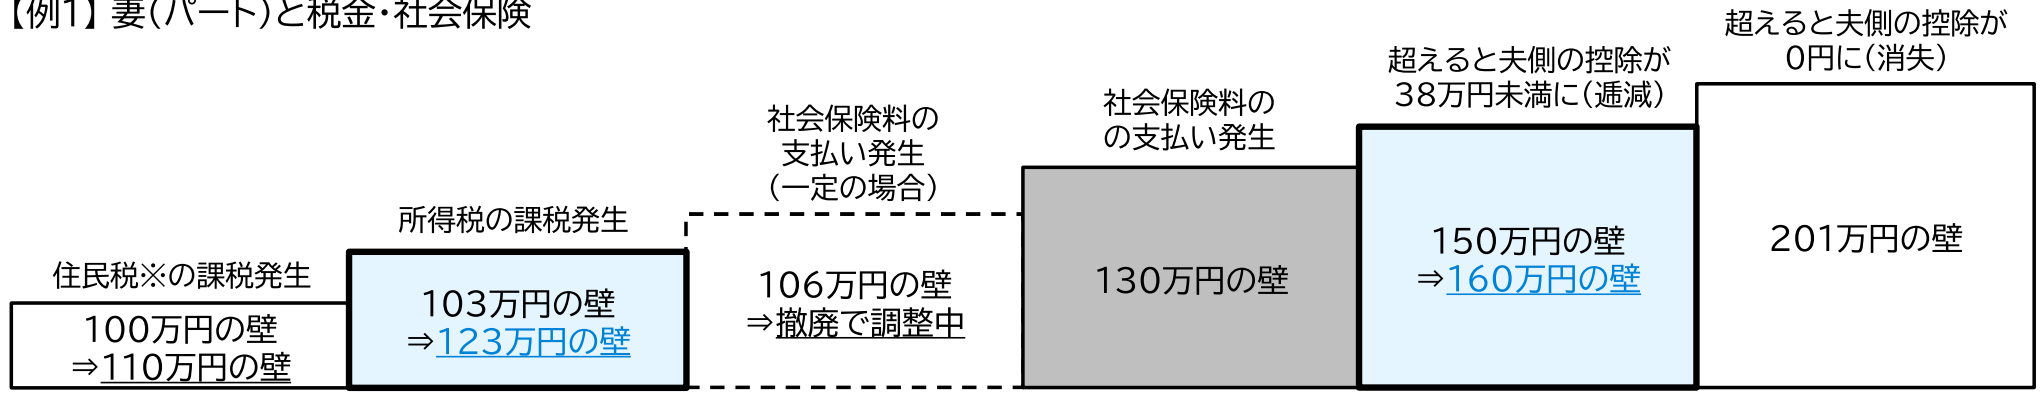 【例1】 妻(パート)と税金・社会保険
住民税※の課税発生
100万円の壁
⇒110万円の壁
所得税の課税発生
103万円の壁
⇒123万円の壁
社会保険料の
支払い発生
(一定の場合)
106万円の壁
⇒撤廃で調整中
社会保険料の
の支払い発生
130万円の壁
超えると夫側の控除が
38万円未満に(逓減)
150万円の壁
⇒160万円の壁
超えると夫側の控除が
0円に(消失)
201万円の壁